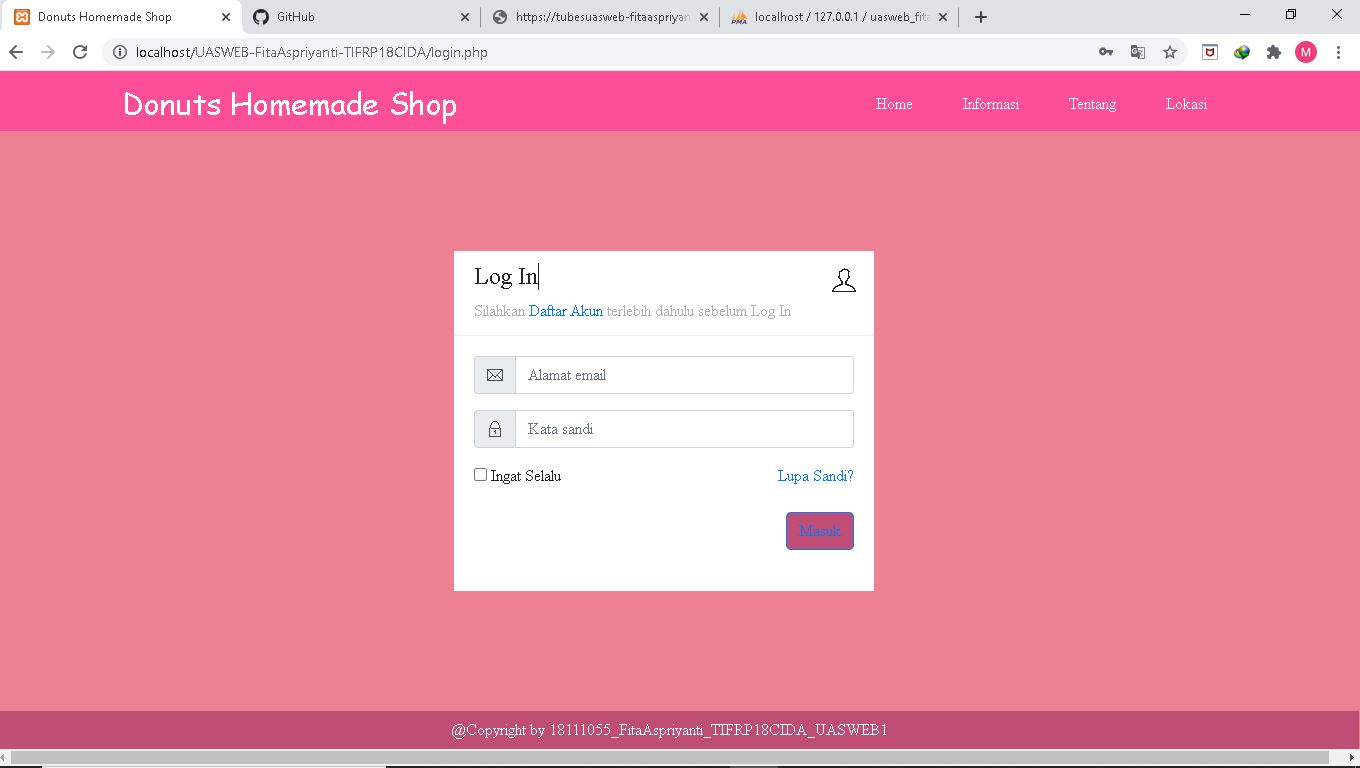 Donuts Homemade Shop
GitHub
https://tubesuasweb-fitaaspriyan
localhost / 127.0.0.1 / uasweb_fita
localhost/UASWEB-FitaAspriyanti-TIFRP18CIDA/login.php
M
Donuts Homemade Shop
Home
Informasi
Tentang
Lokasi
Log In
Silahkan Daftar Akun terlebih dahulu sebelum Log In
Alamat email
Kata sandi
Ingat Selalu
Lupa Sandi?
Masuk
@Copyright by 18111055_FitaAspriyanti_TIFRP18CIDA_UASWEB1